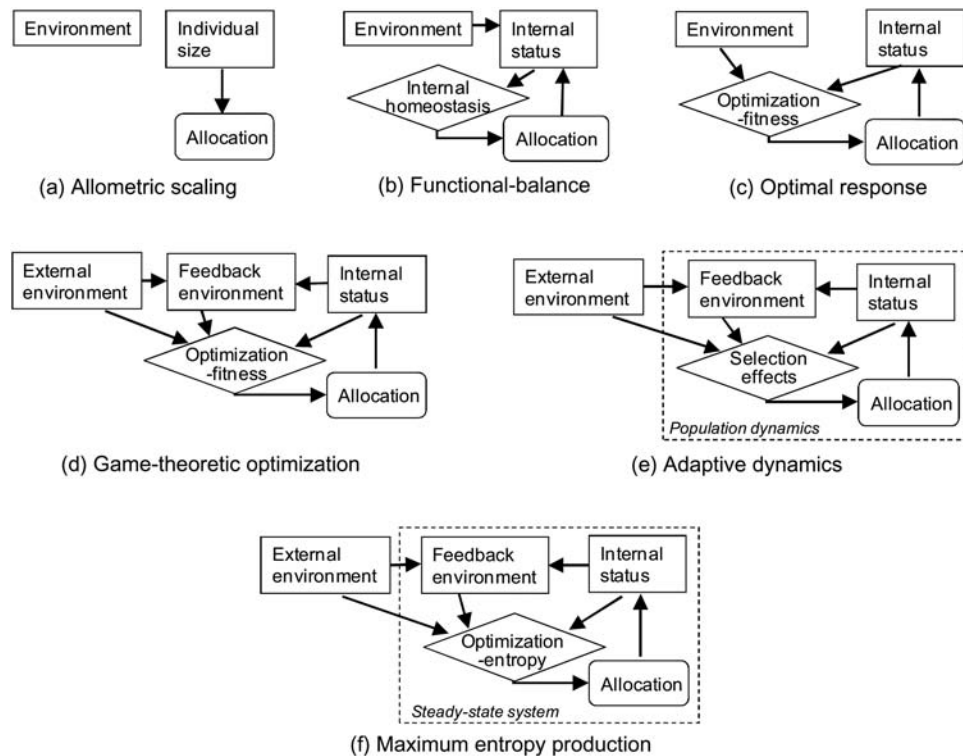 Environment
Individual
size
Allocation
(a) Allometric scaling
Environment
Internal
status
Internal
homeostasis
Allocation
(b) Functional-balance
Environment
Internal
status
Optimization
-fitness
Allocation
(c) Optimal response
External
environment
Feedback
environment
Internal
status
Optimization
-fitness
Allocation
(d) Game-theoretic optimization
External
environment
Feedback
environment
Internal
status
Selection
effects
Allocation
Population dynamics
(e) Adaptive dynamics
External
environment
Feedback
environment
Internal
status
Optimization
-entropy
Allocation
Steady-state system
(f) Maximum entropy production